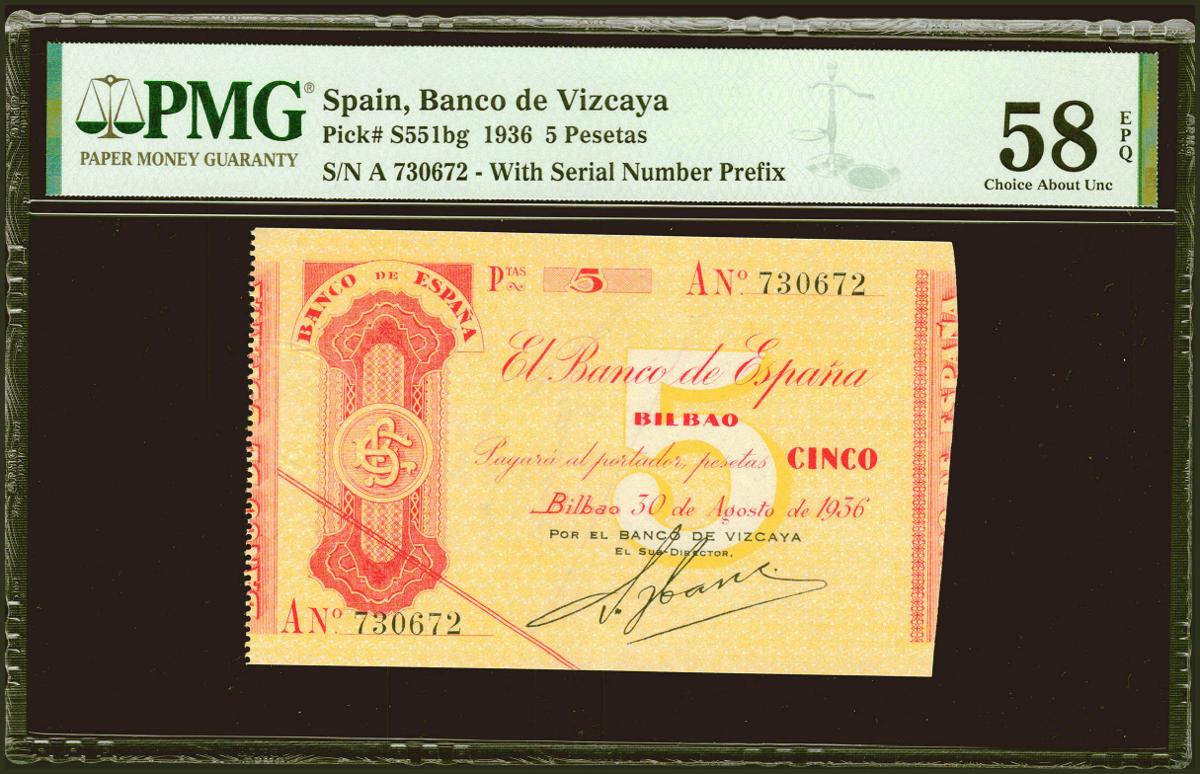 PMG®
PAPER MONEY GUARANTY
Spain, Banco de Vizcaya
Pick# S551bg 1936 5 Pesetas
S/N A 730672 - With Serial Number Prefix
58
EPQ
Choice About Unc
BANCO DE ESPAÑA
PTAS 5
A Nº 730672
El Banco de España
5
BILBAO
Pagará al portador, pesetas CINCO
Bilbao 30 de Agosto de 1936
POR EL BANCO DE VIZCAYA
EL SUB-DIRECTOR,
A Nº 730672